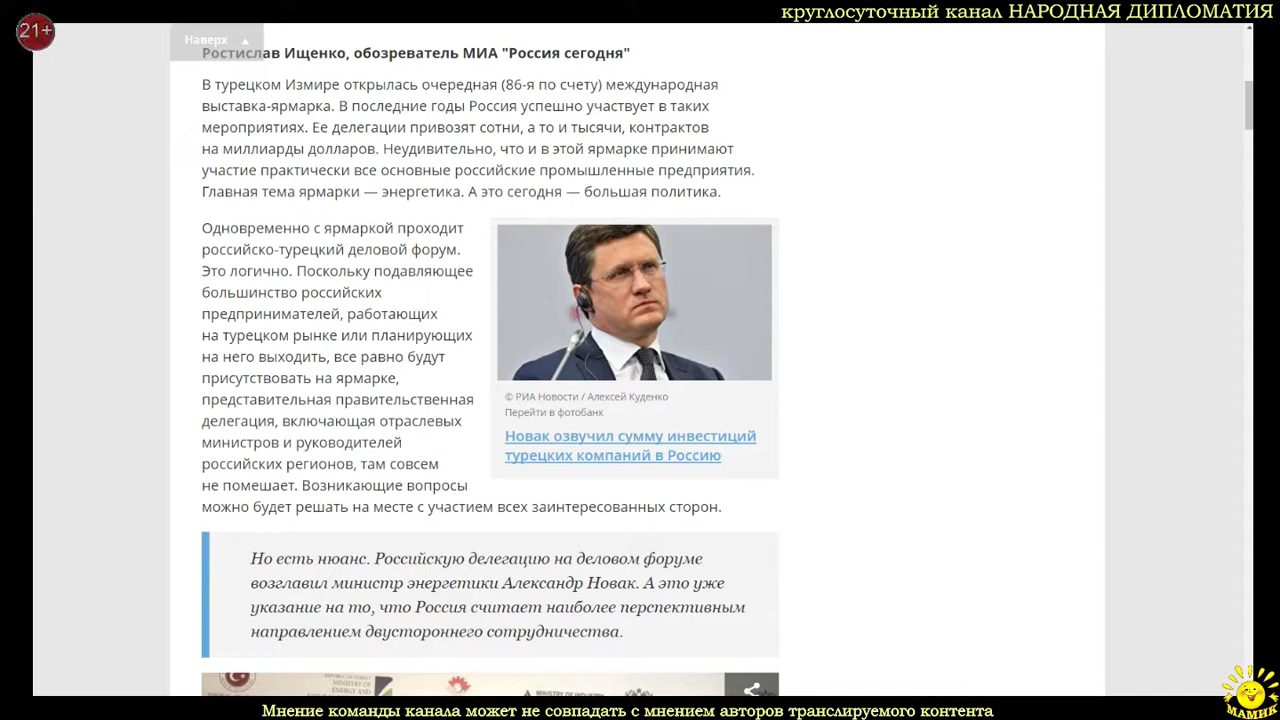 круглосуточный канал НАРОДНАЯ ДИПЛОМАТИЯ
21+
Наверх
Ростислав Ищенко, обозреватель МИА "Россия сегодня"
В турецком Измире открылась очередная (86-я по счету) международная
выставка-ярмарка. В последние годы Россия успешно участвует в таких
мероприятиях. Ее делегации привозят сотни, а то и тысячи, контрактов
на миллиарды долларов. Неудивительно, что и в этой ярмарке принимают
участие практически все основные российские промышленные предприятия.
Главная тема ярмарки — энергетика. А это сегодня — большая политика.
Одновременно с ярмаркой проходит
российско-турецкий деловой форум.
Это логично. Поскольку подавляющее
большинство российских
предпринимателей, работающих
на турецком рынке или планирующих
на него выходить, все равно будут
присутствовать на ярмарке,
представительная правительственная
делегация, включающая отраслевых
министров и руководителей
российских регионов, там совсем
не помешает. Возникающие вопросы
можно будет решать на месте с участием всех заинтересованных сторон.
© РИА Новости / Алексей Куденко
Перейти в фотобанк
Новак озвучил сумму инвестиций
турецких компаний в Россию
Но есть нюанс. Российскую делегацию на деловом форуме
возглавил министр энергетики Александр Новак. А это уже
указание на то, что Россия считает наиболее перспективным
направлением двустороннего сотрудничества.
MINISTRY OF
ENERGY AND
MINISTRY OF INDUSTRY
МАМИК
Мнение команды канала может не совпадать с мнением авторов транслируемого контента